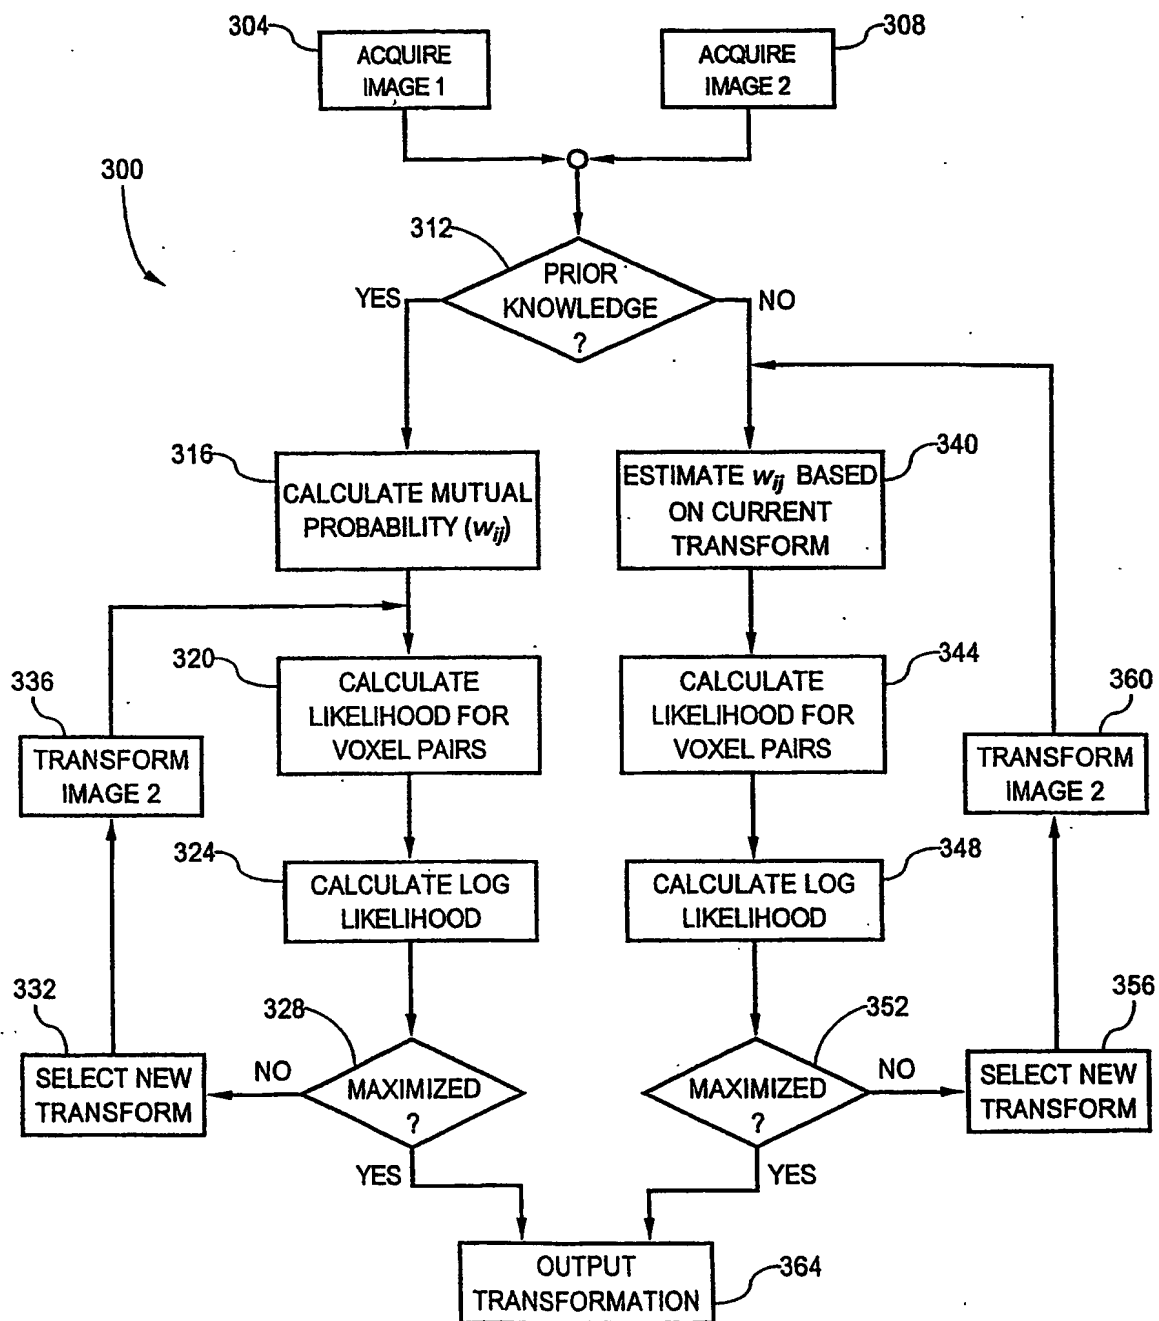 304
ACQUIRE
IMAGE 1
ACQUIRE
IMAGE 2
308
300
312
PRIOR
KNOWLEDGE
?
YES
NO
316
CALCULATE MUTUAL
PROBABILITY (wij)
ESTIMATE wij BASED
ON CURRENT
TRANSFORM
340
320
CALCULATE
LIKELIHOOD FOR
VOXEL PAIRS
CALCULATE
LIKELIHOOD FOR
VOXEL PAIRS
344
336
TRANSFORM
IMAGE 2
360
TRANSFORM
IMAGE 2
324
CALCULATE LOG
LIKELIHOOD
CALCULATE LOG
LIKELIHOOD
348
332
SELECT NEW
TRANSFORM
NO
328
MAXIMIZED
?
YES
352
MAXIMIZED
?
NO
YES
356
SELECT NEW
TRANSFORM
OUTPUT
TRANSFORMATION
364